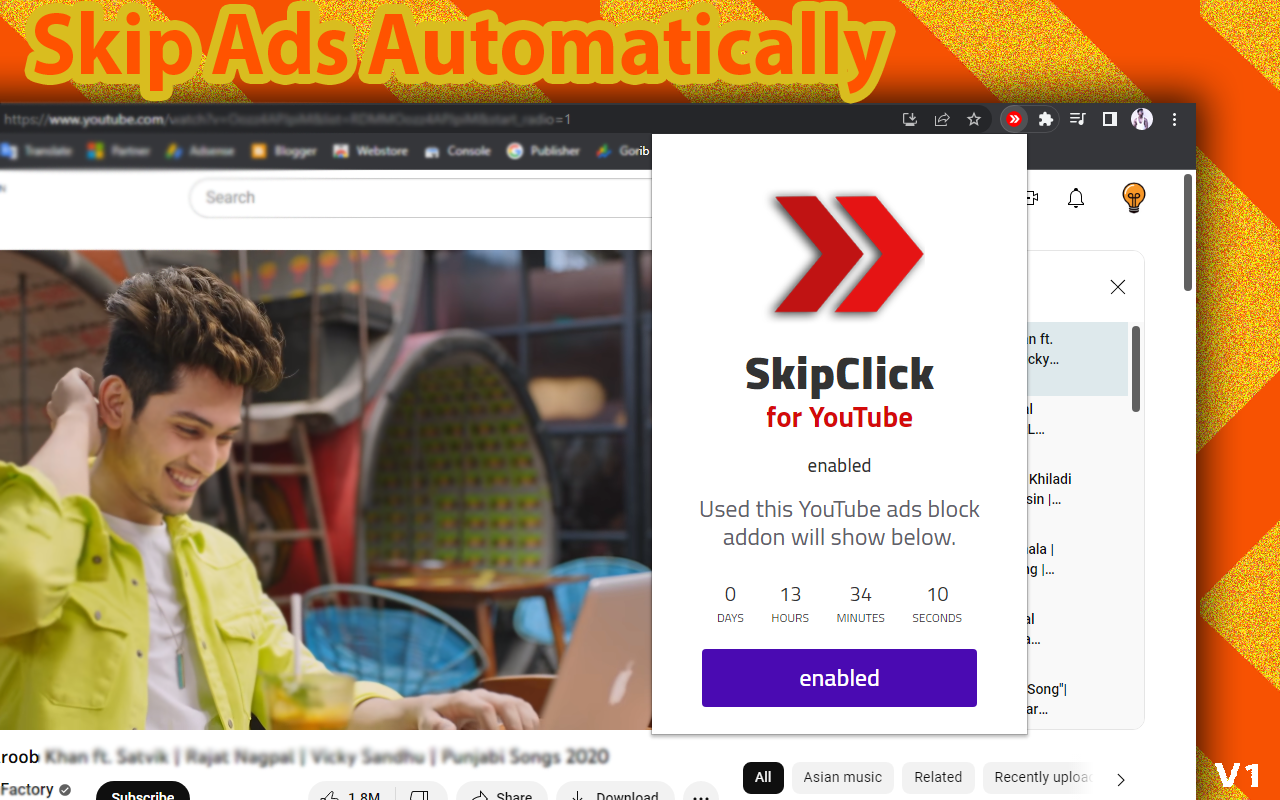 Skip Ads Automatically
https://www.youtube.com/
=1
Translate
Partner
Adsense
Blogger
Webstore
Console
Publisher
Gorib
Search
SkipClick
for YouTube
enabled
Used this YouTube ads block
addon will show below.
0 13 34 10
DAYS HOURS MINUTES SECONDS
enabled
n ft.
cky...
al
L...
Khiladi
sin |...
ala |
ng |...
al
a...
Song"|
ar...
roob Khan ft. Satvik | Rajat Nagpal | Vicky Sandhu | Punjabi Songs 2020
Factory
Subscribe
1.8M
Share
Download
All
Asian music
Related
Recently uploa
V1